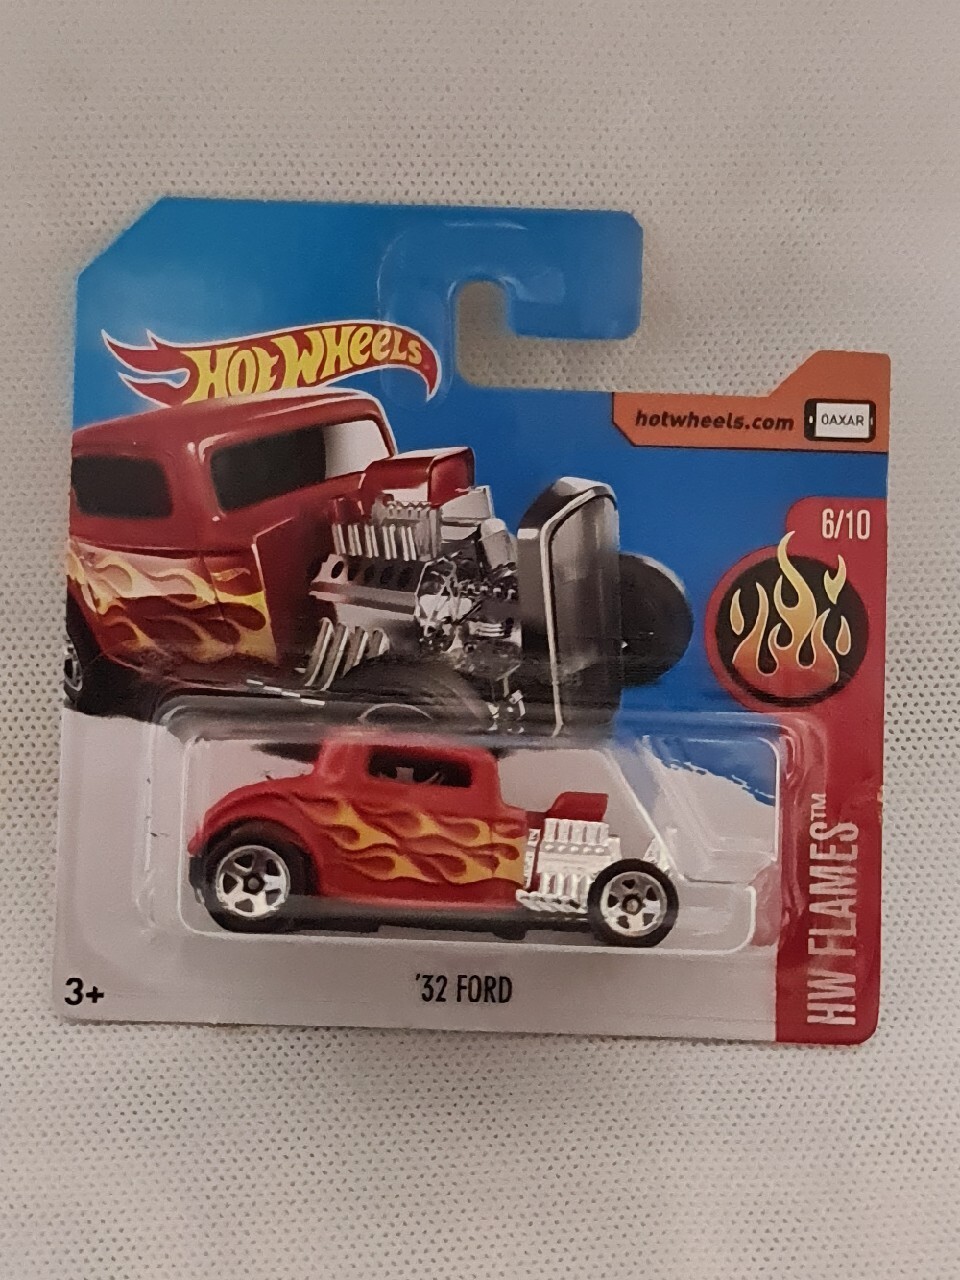 HOT WHEELS
hotwheels.com
OAXAR
6/10
HW FLAMES™
3+
'32 FORD